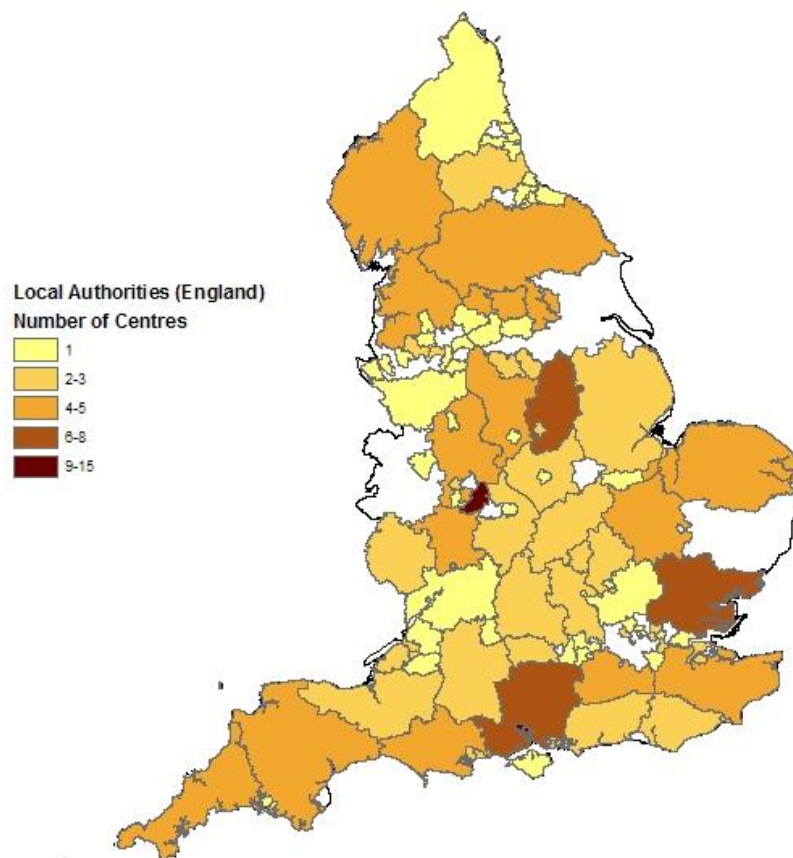 Local Authorities (England)
Number of Centres
1
2-3
4-5
6-8
9-15